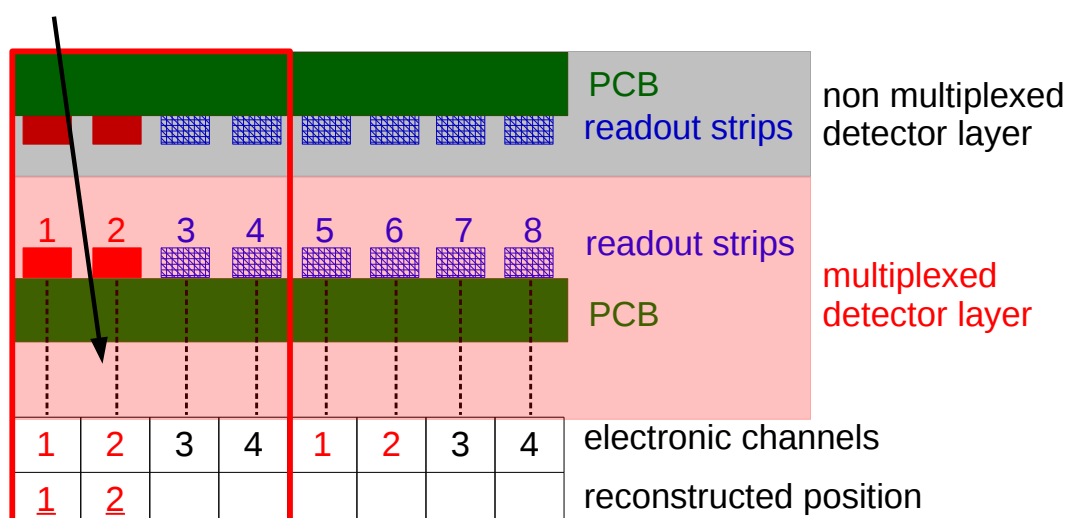 PCB
non multiplexed
readout strips
detector layer
1 2 3 4 5 6 7 8
readout strips
multiplexed
PCB
detector layer
1 2 3 4 1 2 3 4 electronic channels
1 2 reconstructed position